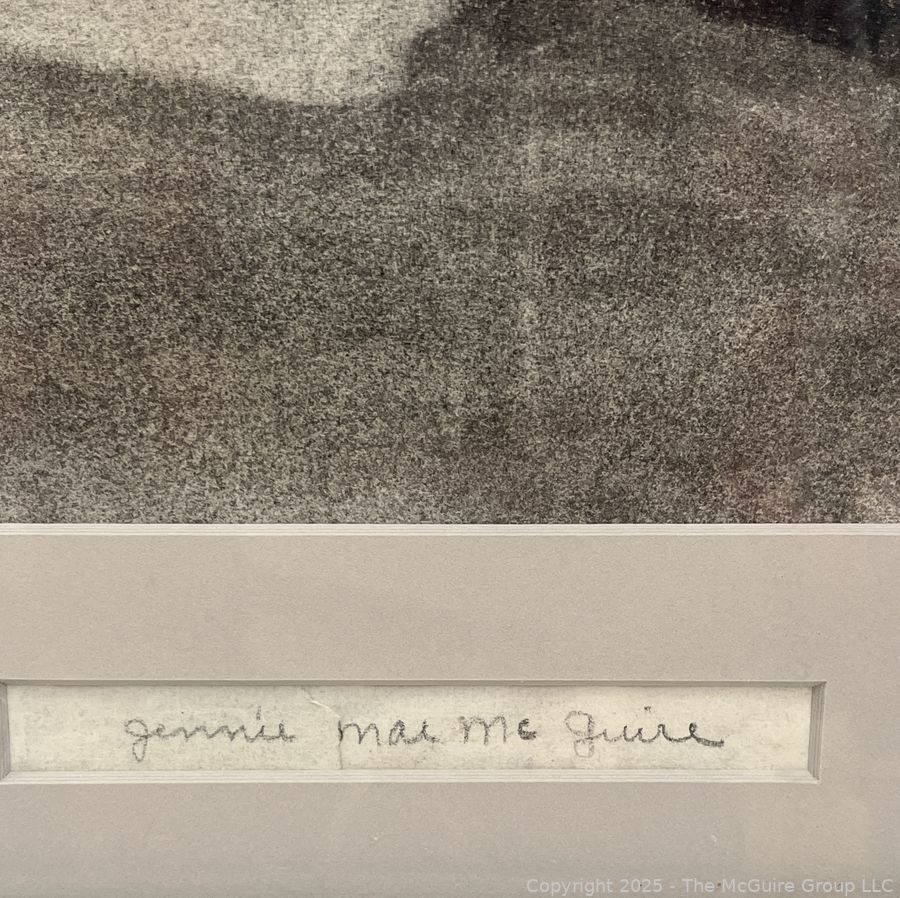 Jennie Mae Mc Guire
Copyright 2025 - The McGuire Group LLC